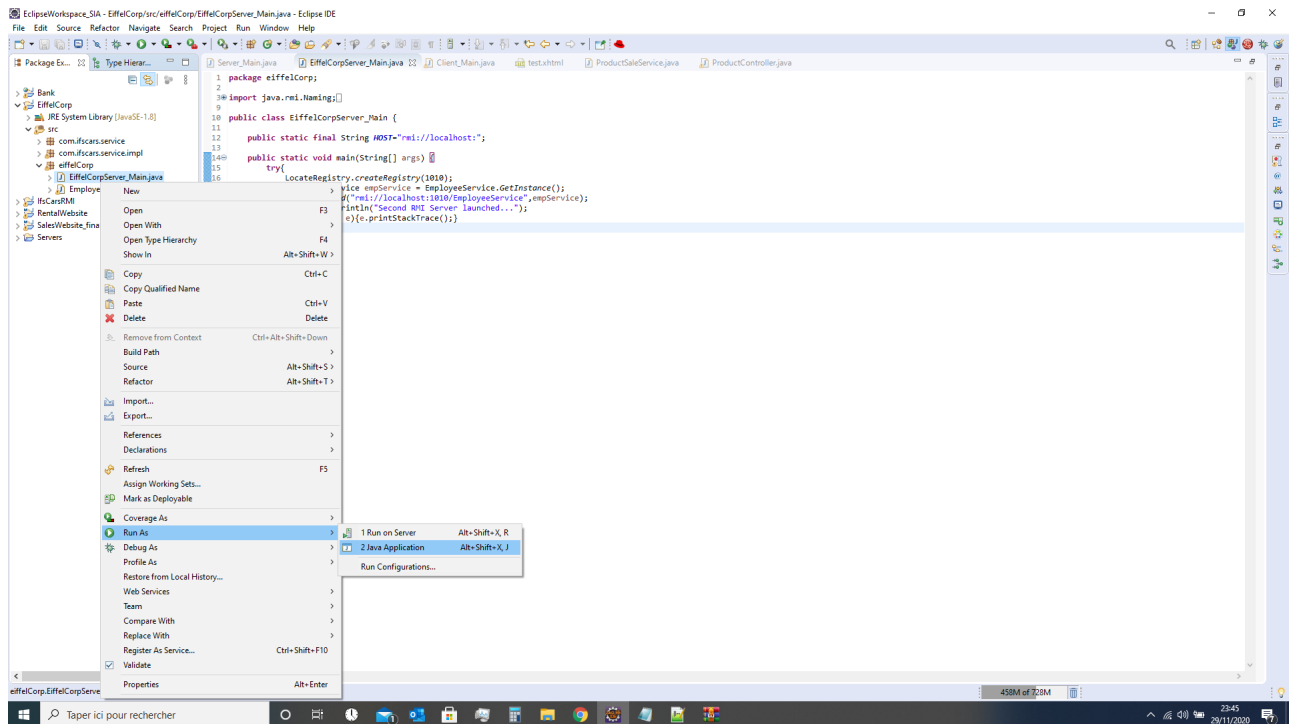 EclipseWorkspace_SIA - EiffelCorp/src/eiffelCorp/EiffelCorpServer_Main.java - Eclipse IDE
File Edit Source Refactor Navigate Search Project Run Window Help
Package Ex... Type Hierar...
Server_Main.java EiffelCorpServer_Main.java Client_Main.java test.xhtml ProductSaleService.java ProductController.java
Bank
EiffelCorp
JRE System Library [JavaSE-1.8]
src
com.ifscars.service
com.ifscars.service.impl
eiffelCorp
EiffelCorpServer_Main.java
Employe
IfsCarsRMI
RentalWebsite
SalesWebsite_fina
Servers
1 package eiffelCorp;
2
3 import java.rmi.Naming;
9
10 public class EiffelCorpServer_Main {
11
12 public static final String HOST="rmi://localhost:";
13
14 public static void main(String[] args) {
15 try{
16 LocateRegistry.createRegistry(1010);
vice empService = EmployeeService.GetInstance();
d("rmi://localhost:1010/EmployeeService",empService);
rintln("Second RMI Server launched...");
e){e.printStackTrace();}
New
Open F3
Open With
Open Type Hierarchy F4
Show In Alt+Shift+W
Copy Ctrl+C
Copy Qualified Name
Paste Ctrl+V
Delete Delete
Remove from Context Ctrl+Alt+Shift+Down
Build Path
Source Alt+Shift+S
Refactor Alt+Shift+T
Import...
Export...
References
Declarations
Refresh F5
Assign Working Sets...
Mark as Deployable
Coverage As
Run As
Debug As
Profile As
Restore from Local History...
Web Services
Team
Compare With
Replace With
Register As Service... Ctrl+Shift+F10
Validate
Properties Alt+Enter
1 Run on Server Alt+Shift+X, R
2 Java Application Alt+Shift+X, J
Run Configurations...
eiffelCorp.EiffelCorpServe
458M of 728M
Taper ici pour rechercher
23:45
29/11/2020